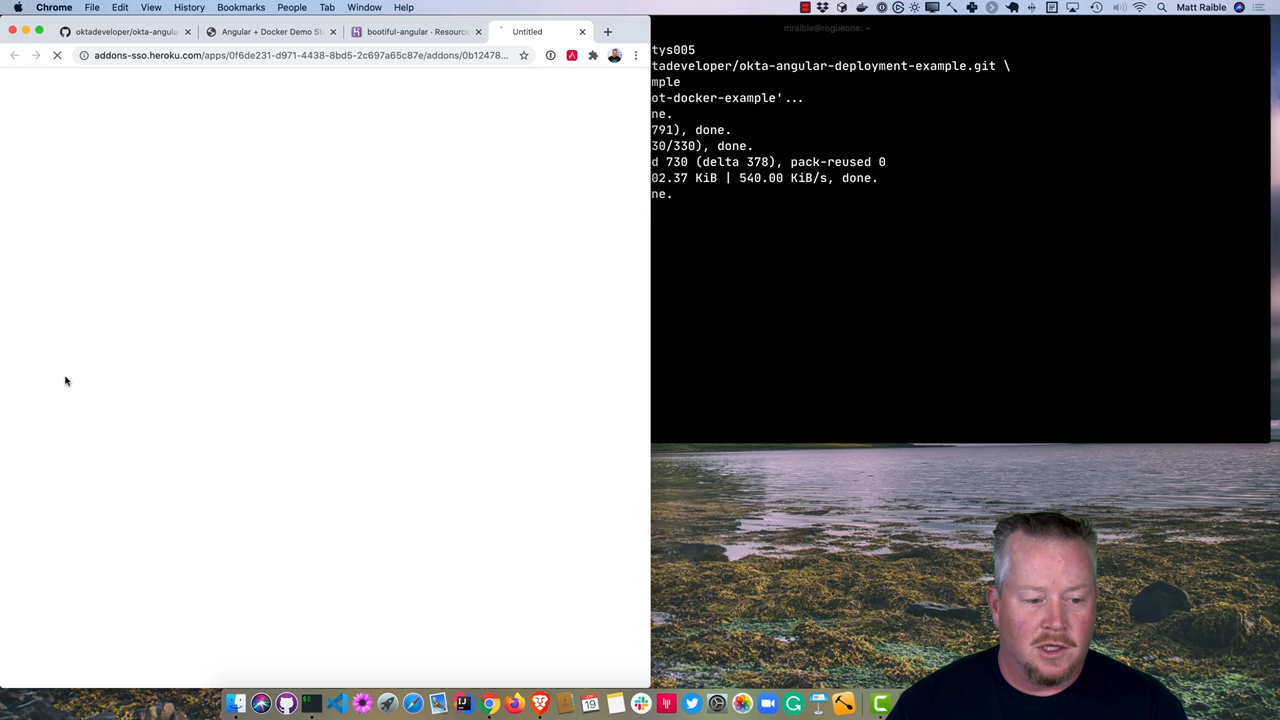 Chrome File Edit View History Bookmarks People Tab Window Help Matt Raible
mraible@rogueone: ~
oktadeveloper/okta-angula Angular + Docker Demo St bootiful-angular · Resourc Untitled
addons-sso.heroku.com/apps/0f6de231-d971-4438-8bd5-2c697a65c87e/addons/0b12478...
tys005
tadeveloper/okta-angular-deployment-example.git \
mple
ot-docker-example'...
ne.
791), done.
30/330), done.
d 730 (delta 378), pack-reused 0
02.37 KiB | 540.00 KiB/s, done.
ne.
19